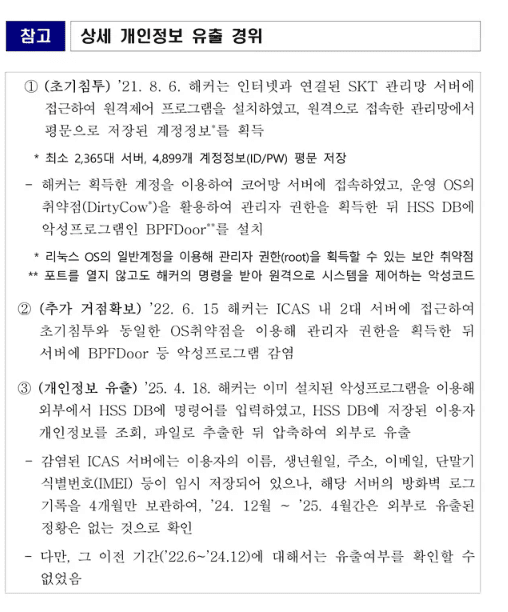 참고 상세 개인정보 유출 경위
① (초기침투) ’21. 8. 6. 해커는 인터넷과 연결된 SKT 관리망 서버에
접근하여 원격제어 프로그램을 설치하였고, 원격으로 접속한 관리망에서
평문으로 저장된 계정정보*를 획득
* 최소 2,365대 서버, 4,899개 계정정보(ID/PW) 평문 저장
- 해커는 획득한 계정을 이용하여 코어망 서버에 접속하였고, 운영 OS의
취약점(DirtyCow*)을 활용하여 관리자 권한을 획득한 뒤 HSS DB에
악성프로그램인 BPFDoor**를 설치
* 리눅스 OS의 일반계정을 이용해 관리자 권한(root)을 획득할 수 있는 보안 취약점
** 포트를 열지 않고도 해커의 명령을 받아 원격으로 시스템을 제어하는 악성코드
② (추가 거점확보) ’22. 6. 15 해커는 ICAS 내 2대 서버에 접근하여
초기침투와 동일한 OS취약점을 이용해 관리자 권한을 획득한 뒤
서버에 BPFDoor 등 악성프로그램 감염
③ (개인정보 유출) ’25. 4. 18. 해커는 이미 설치된 악성프로그램을 이용해
외부에서 HSS DB에 명령어를 입력하였고, HSS DB에 저장된 이용자
개인정보를 조회, 파일로 추출한 뒤 압축하여 외부로 유출
- 감염된 ICAS 서버에는 이용자의 이름, 생년월일, 주소, 이메일, 단말기
식별번호(IMEI) 등이 임시 저장되어 있으나, 해당 서버의 방화벽 로그
기록을 4개월만 보관하여, ’24. 12월 ~ ’25. 4월간은 외부로 유출된
정황은 없는 것으로 확인
- 다만, 그 이전 기간(’22.6~’24.12)에 대해서는 유출여부를 확인할 수
없었음